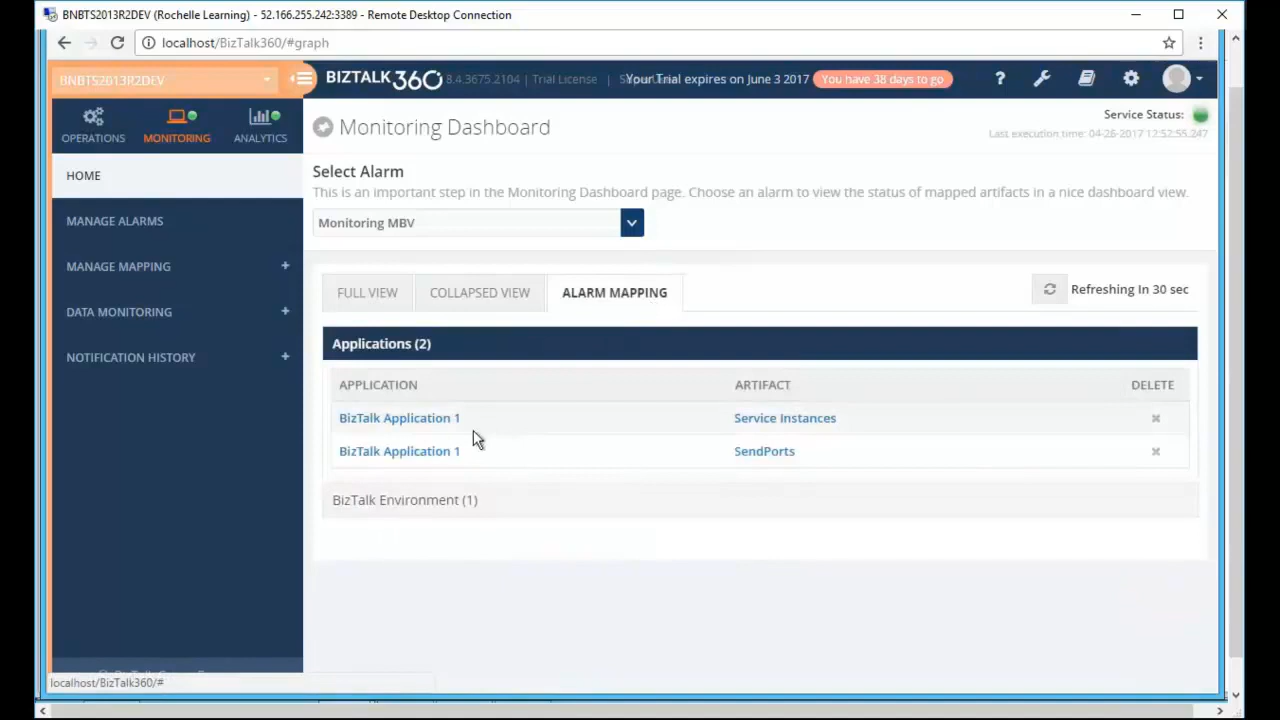 BNBTS2013R2DEV (Rochelle Learning) - 52.166.255.242:3389 - Remote Desktop Connection
localhost/BizTalk360/#graph
BNBTS2013R2DEV
BIZTALK360 8.4.3675.2104 | Trial License | Your Trial expires on June 3 2017 You have 38 days to go ?
OPERATIONS MONITORING ANALYTICS
Monitoring Dashboard
Service Status:
Last execution time: 04-26-2017 12:52:55.247
HOME
MANAGE ALARMS
MANAGE MAPPING +
DATA MONITORING +
NOTIFICATION HISTORY +
Select Alarm
This is an important step in the Monitoring Dashboard page. Choose an alarm to view the status of mapped artifacts in a nice dashboard view.
Monitoring MBV
FULL VIEW COLLAPSED VIEW ALARM MAPPING Refreshing In 30 sec
Applications (2)
APPLICATION ARTIFACT DELETE
BizTalk Application 1 Service Instances
BizTalk Application 1 SendPorts
BizTalk Environment (1)
localhost/BizTalk360/#